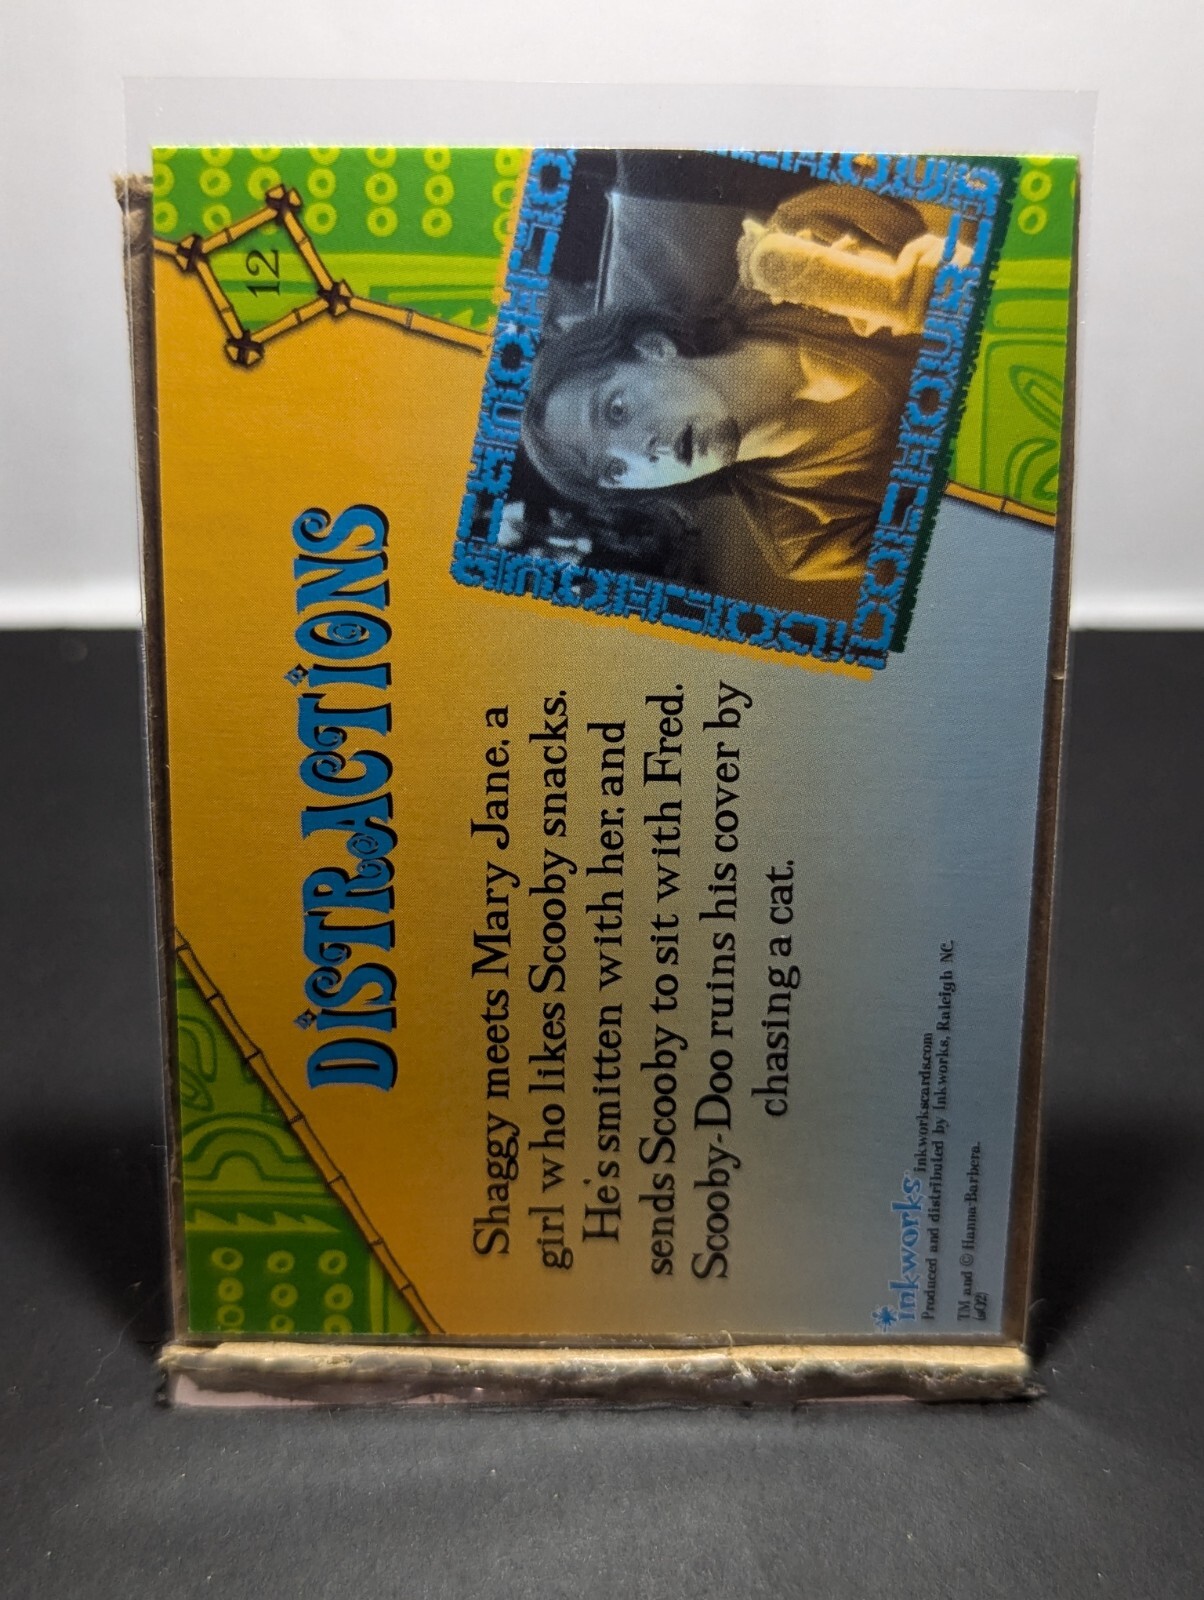 12
DISTRACTIONS
Shaggy meets Mary Jane, a
girl who likes Scooby snacks.
He's smitten with her, and
sends Scooby to sit with Fred.
Scooby-Doo ruins his cover by
chasing a cat.
inkworks inkworkscards.com
Produced and distributed by Inkworks, Raleigh NC.
TM and © Hanna-Barbera.
(s02)